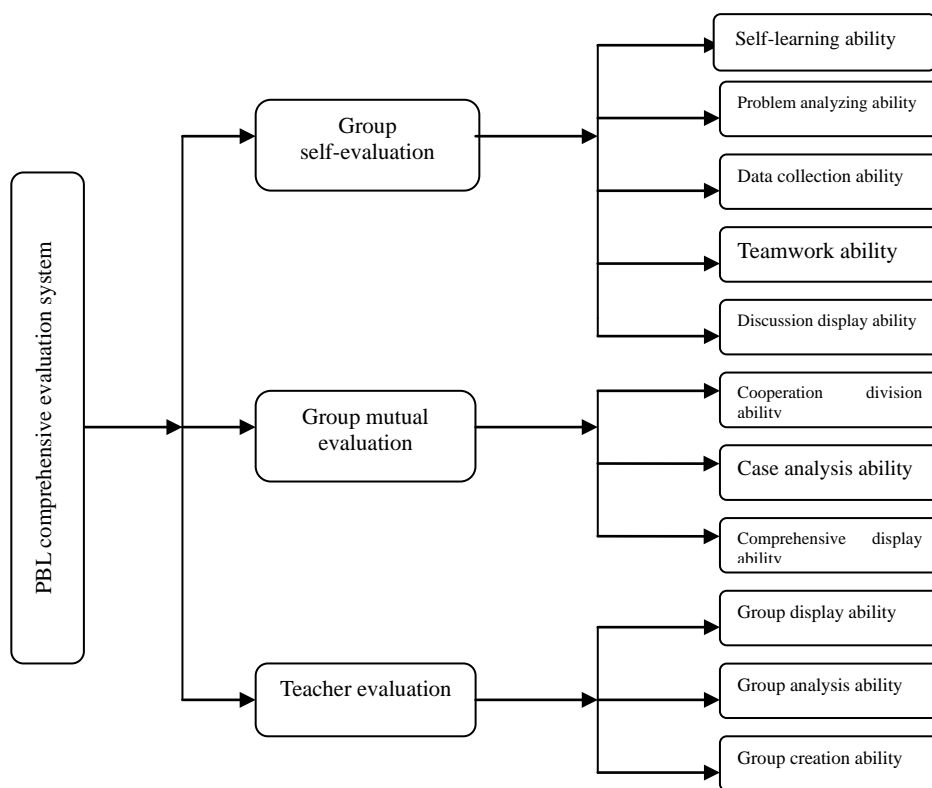 PBL comprehensive evaluation system
Group
self-evaluation
Self-learning ability
Problem analyzing ability
Data collection ability
Teamwork ability
Discussion display ability
Group mutual
evaluation
Cooperation division
ability
Case analysis ability
Comprehensive display
ability
Teacher evaluation
Group display ability
Group analysis ability
Group creation ability